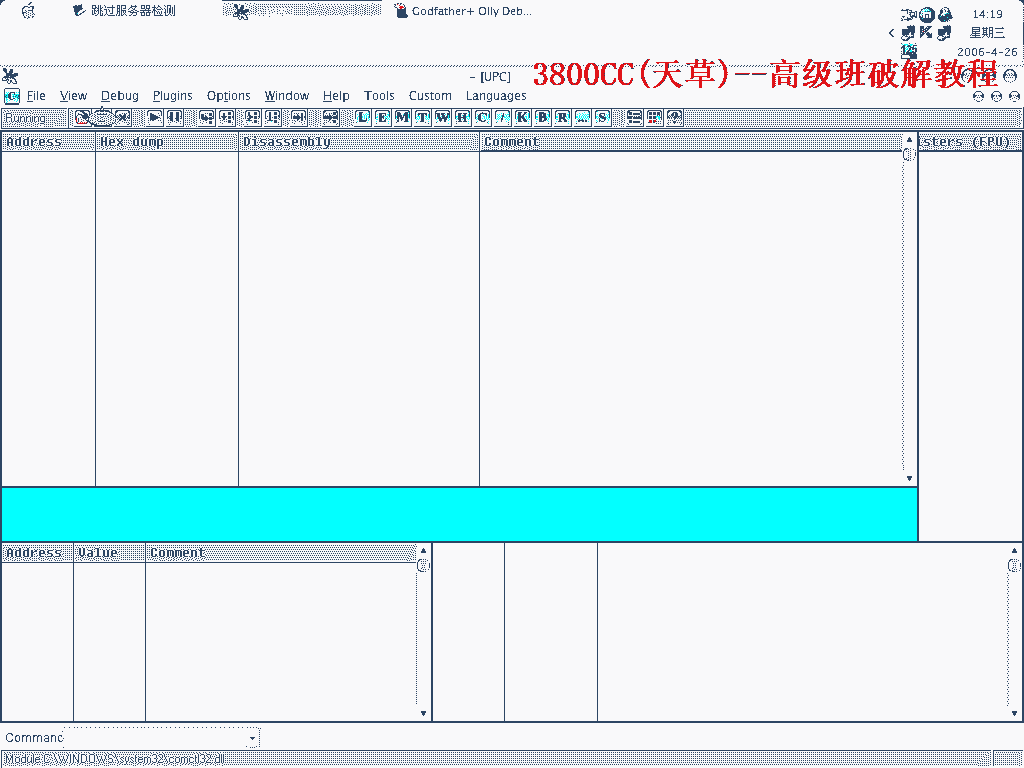 跳过服务器检测
Godfather+ Olly Deb...
14:19
星期三
2006-4-26
- [UPC]
3800CC(天草)--高级班破解教程
File View Debug Plugins Options Window Help Tools Custom Languages
Running
L E M T W H C / K B R ... S
Address Hex dump Disassembly Comment
sters (FPU)
Address Value Comment
Command
Module C:\WINDOWS\system32\comctl32.dll